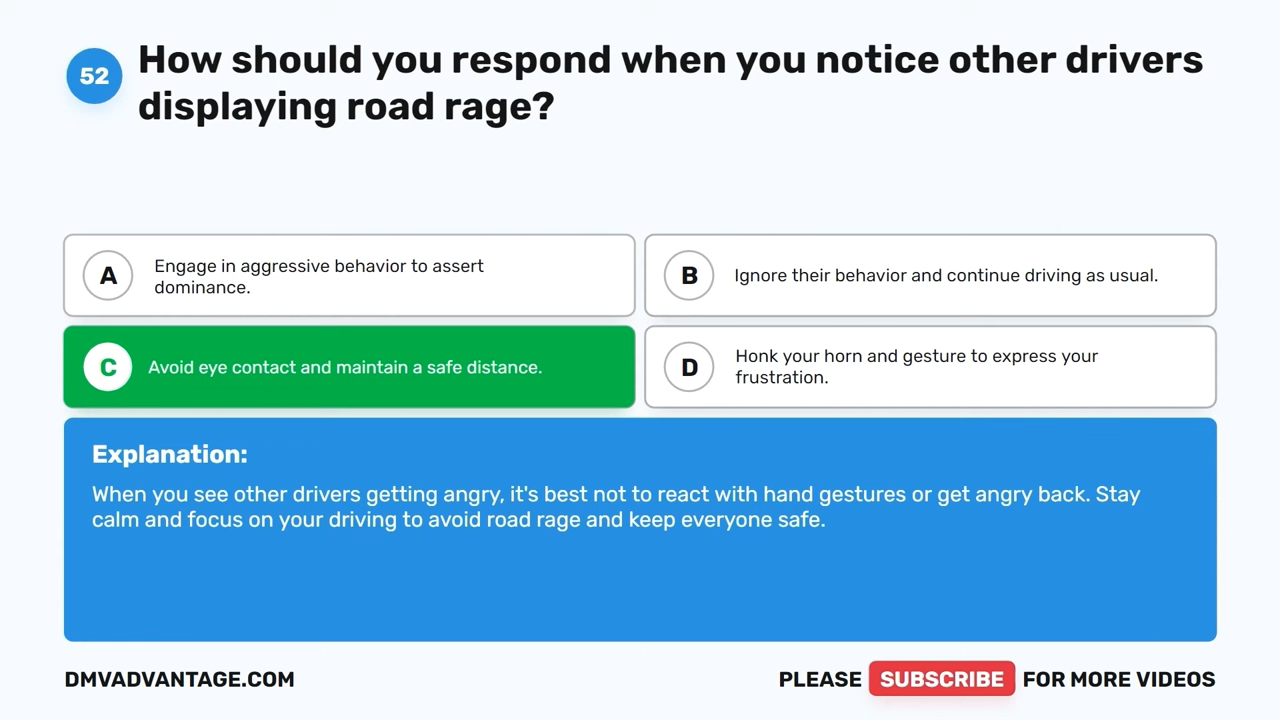 52
How should you respond when you notice other drivers
displaying road rage?
A
Engage in aggressive behavior to assert
dominance.
B
Ignore their behavior and continue driving as usual.
C
Avoid eye contact and maintain a safe distance.
D
Honk your horn and gesture to express your
frustration.
Explanation:
When you see other drivers getting angry, it's best not to react with hand gestures or get angry back. Stay
calm and focus on your driving to avoid road rage and keep everyone safe.
DMVADVANTAGE.COM
PLEASE SUBSCRIBE FOR MORE VIDEOS